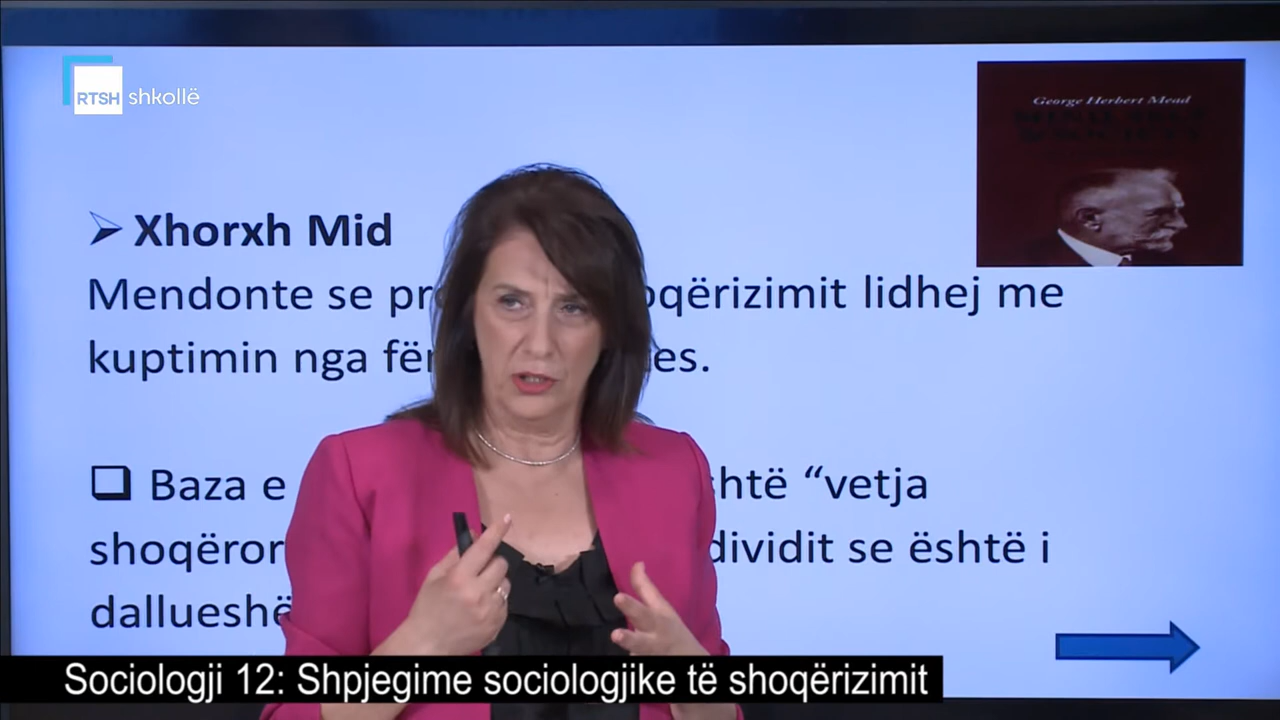 RTSH shkollë
George Herbert Mead
Xhorxh Mid
Mendonte se pr oqërizimit lidhej me
kuptimin nga fër es.
Baza e shtë “vetja
shoqëror dividit se është i
dallueshë
Sociologji 12: Shpjegime sociologjike të shoqërizimit